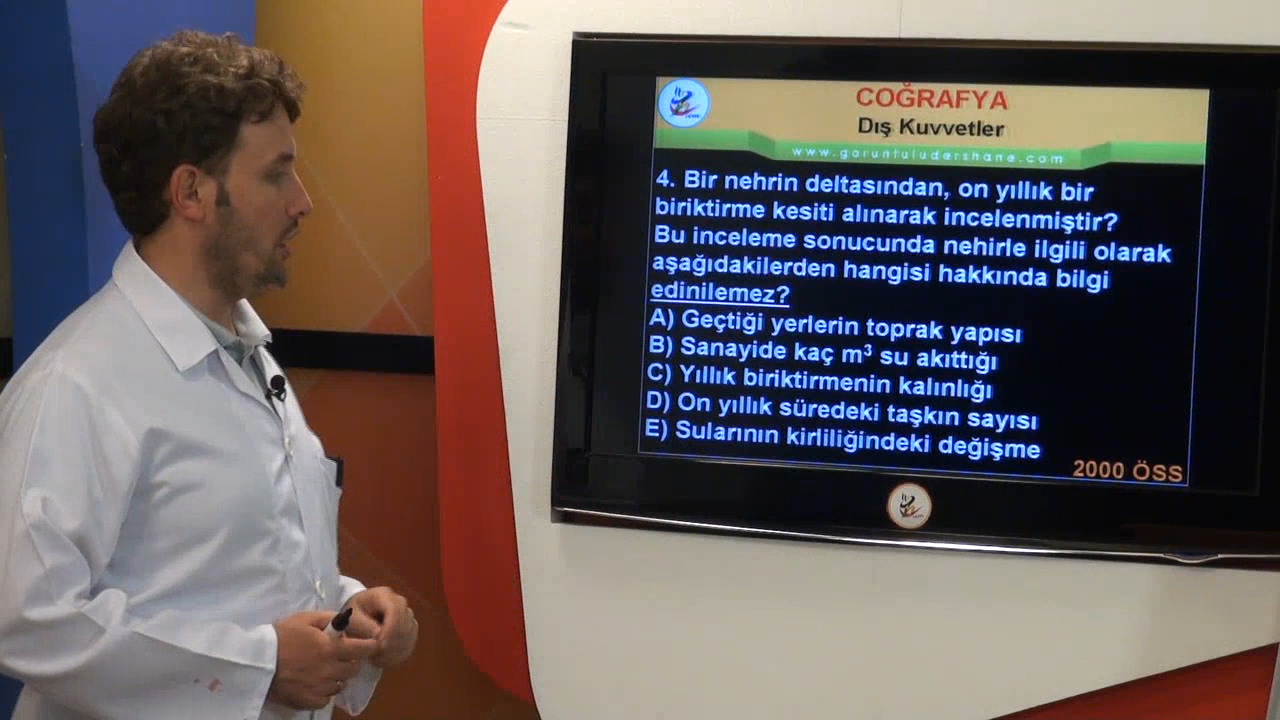 COĞRAFYA
Dış Kuvvetler
www.goruntuludershane.com
4. Bir nehrin deltasından, on yıllık bir
biriktirme kesiti alınarak incelenmiştir?
Bu inceleme sonucunda nehirle ilgili olarak
aşağıdakilerden hangisi hakkında bilgi
edinilemez?
A) Geçtiği yerlerin toprak yapısı
B) Sanayide kaç m³ su akıttığı
C) Yıllık biriktirmenin kalınlığı
D) On yıllık süredeki taşkın sayısı
E) Sularının kirliliğindeki değişme
2000 ÖSS